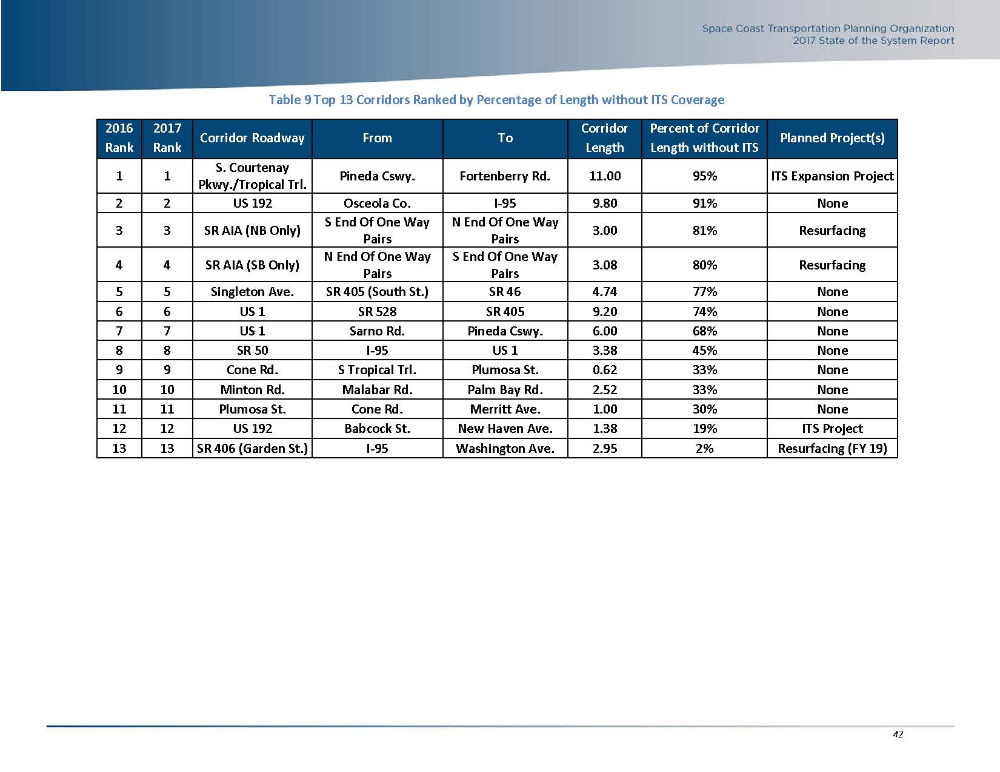 Space Coast Transportation Planning Organization
2017 State of the System Report
Table 9 Top 13 Corridors Ranked by Percentage of Length without ITS Coverage
2016 Rank 2017 Rank Corridor Roadway From To Corridor Length Percent of Corridor Length without ITS Planned Project(s)
1 1 S. Courtenay Pkwy./Tropical Trl. Pineda Cswy. Fortenberry Rd. 11.00 95% ITS Expansion Project
2 2 US 192 Osceola Co. I-95 9.80 91% None
3 3 SR AIA (NB Only) S End Of One Way Pairs N End Of One Way Pairs 3.00 81% Resurfacing
4 4 SR AIA (SB Only) N End Of One Way Pairs S End Of One Way Pairs 3.08 80% Resurfacing
5 5 Singleton Ave. SR 405 (South St.) SR 46 4.74 77% None
6 6 US 1 SR 528 SR 405 9.20 74% None
7 7 US 1 Sarno Rd. Pineda Cswy. 6.00 68% None
8 8 SR 50 I-95 US 1 3.38 45% None
9 9 Cone Rd. S Tropical Trl. Plumosa St. 0.62 33% None
10 10 Minton Rd. Malabar Rd. Palm Bay Rd. 2.52 33% None
11 11 Plumosa St. Cone Rd. Merritt Ave. 1.00 30% None
12 12 US 192 Babcock St. New Haven Ave. 1.38 19% ITS Project
13 13 SR 406 (Garden St.) I-95 Washington Ave. 2.95 2% Resurfacing (FY 19)
42